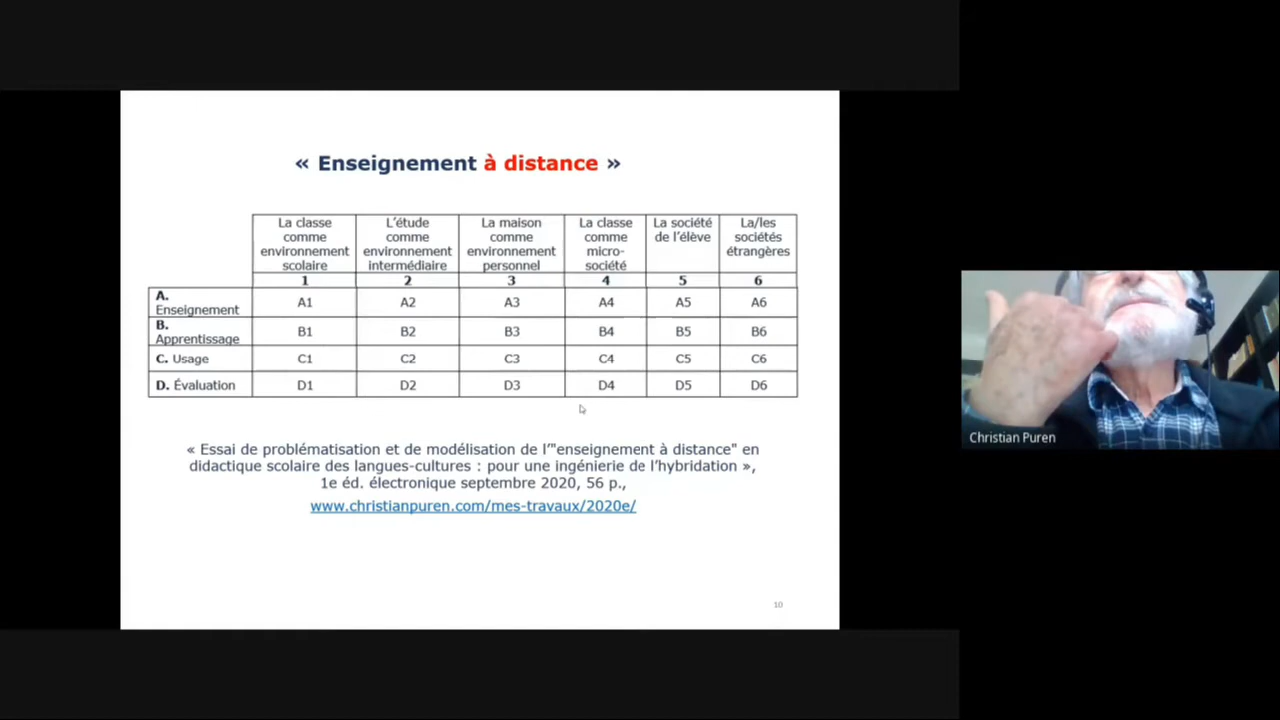 « Enseignement à distance »
La classe comme environnement scolaire
L’étude comme environnement intermédiaire
La maison comme environnement personnel
La classe comme micro-société
La société de l’élève
La/les sociétés étrangères
1 2 3 4 5 6
A. Enseignement A1 A2 A3 A4 A5 A6
B. Apprentissage B1 B2 B3 B4 B5 B6
C. Usage C1 C2 C3 C4 C5 C6
D. Évaluation D1 D2 D3 D4 D5 D6
« Essai de problématisation et de modélisation de l’"enseignement à distance" en
didactique scolaire des langues-cultures : pour une ingénierie de l’hybridation »,
1e éd. électronique septembre 2020, 56 p.,
www.christianpuren.com/mes-travaux/2020e/
10
Christian Puren